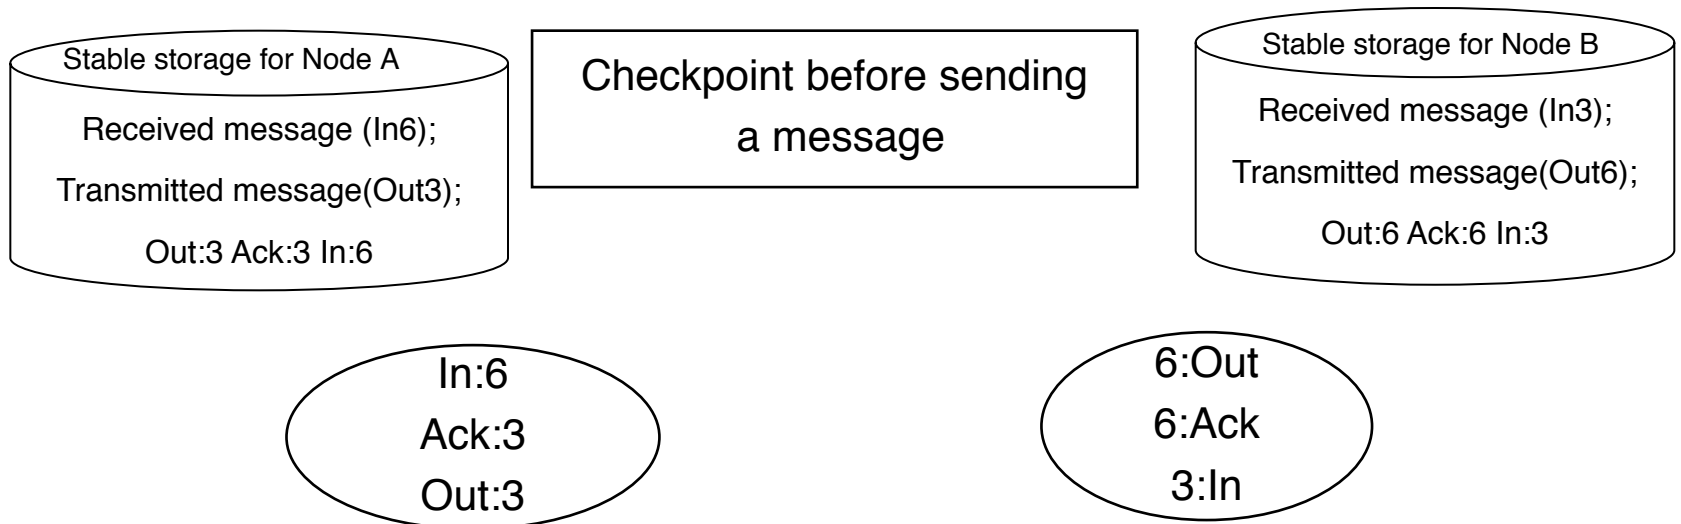 Stable storage for Node A
Received message (In6);
Transmitted message(Out3);
Out:3 Ack:3 In:6
Checkpoint before sending
a message
Stable storage for Node B
Received message (In3);
Transmitted message(Out6);
Out:6 Ack:6 In:3
In:6
Ack:3
Out:3
6:Out
6:Ack
3:In